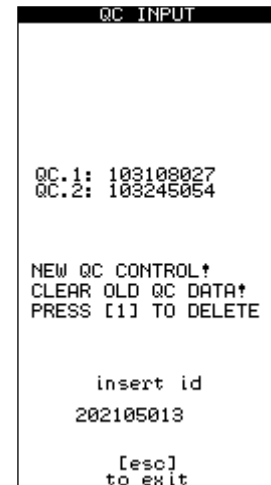 QC INPUT
QC.1: 103108027
QC.2: 103245054
NEW QC CONTROL!
CLEAR OLD QC DATA!
PRESS [1] TO DELETE
insert id
202105013
[esc]
to exit